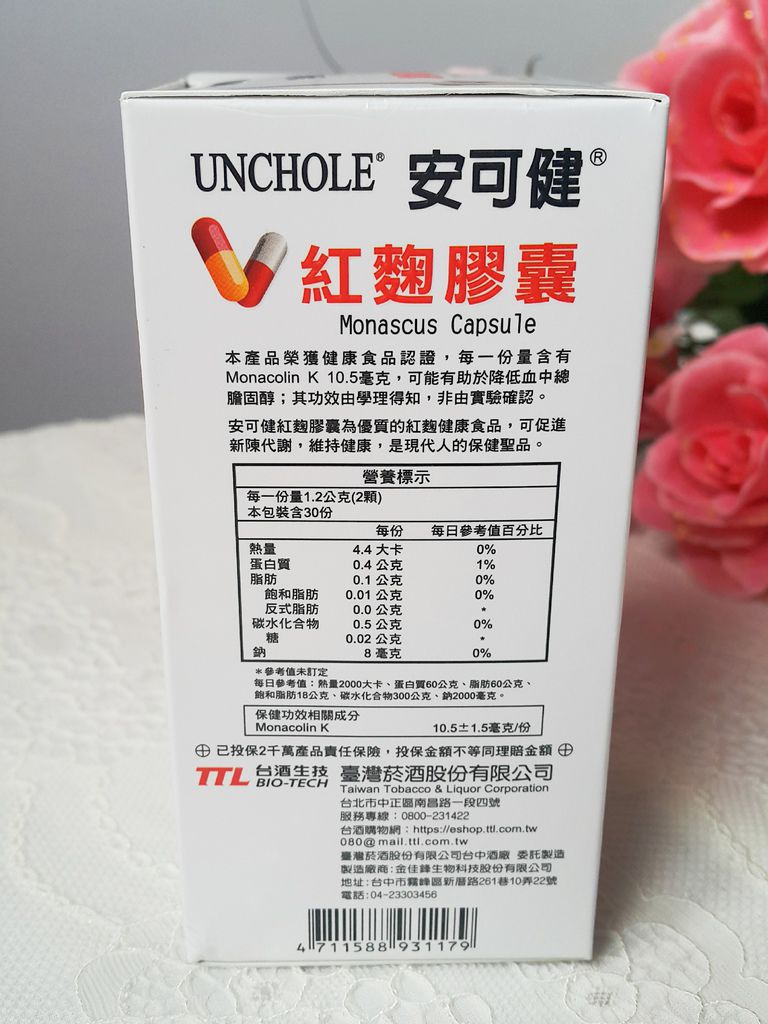 UNCHOLE® 安可健®
紅麴膠囊
Monascus Capsule
本產品榮獲健康食品認證，每一份量含有
Monacolin K 10.5毫克，可能有助於降低血中總
膽固醇；其功效由學理得知，非由實驗確認。
安可健紅麴膠囊為優質的紅麴健康食品，可促進
新陳代謝，維持健康，是現代人的保健聖品。
營養標示
每一份量1.2公克(2顆)
本包裝含30份
每份 每日參考值百分比
熱量 4.4 大卡 0%
蛋白質 0.4 公克 1%
脂肪 0.1 公克 0%
飽和脂肪 0.01 公克 0%
反式脂肪 0.0 公克 *
碳水化合物 0.5 公克 0%
糖 0.02 公克 *
鈉 8 毫克 0%
＊參考值未訂定
每日參考值：熱量2000大卡、蛋白質60公克、脂肪60公克、
飽和脂肪18公克、碳水化合物300公克、鈉2000毫克。
保健功效相關成分
Monacolin K 10.5±1.5毫克/份
⊕ 已投保2千萬產品責任保險，投保金額不等同理賠金額 ⊕
TTL 台酒生技 BIO-TECH 臺灣菸酒股份有限公司
Taiwan Tobacco & Liquor Corporation
台北市中正區南昌路一段四號
服務專線：0800-231422
台酒購物網：https://eshop.ttl.com.tw
080@mail.ttl.com.tw
臺灣菸酒股份有限公司台中酒廠 委託製造
製造廠商:金佳鋒生物科技股份有限公司
地址:台中市霧峰區新厝路261巷10弄22號
電話:04-23303456
4 711588 931179